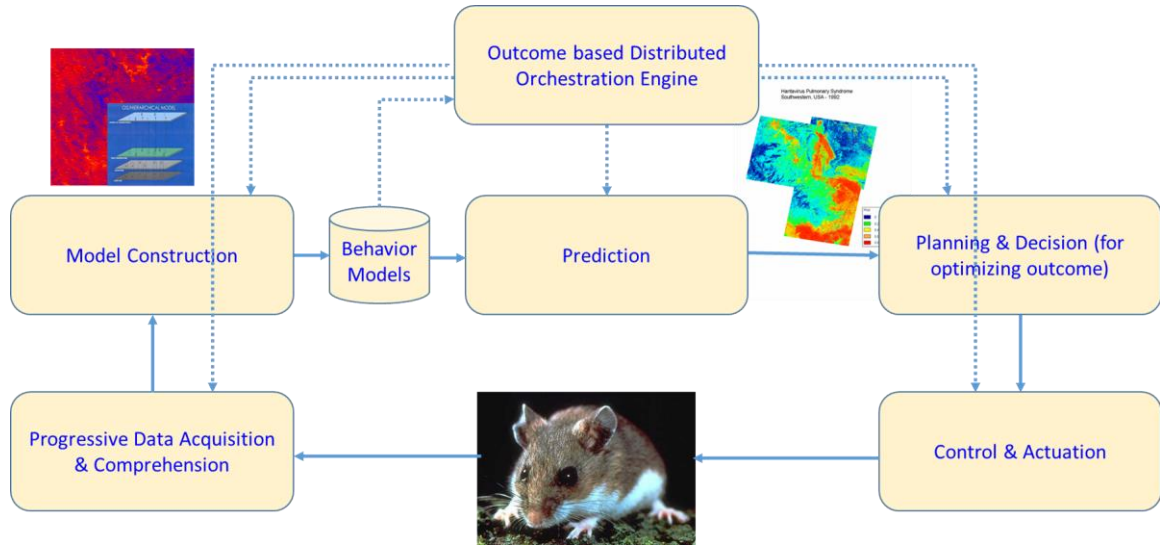 Outcome based Distributed
Orchestration Engine
Hantavirus Pulmonary Syndrome
Southwestern, USA - 1992
Model Construction
Behavior
Models
Prediction
Planning & Decision (for
optimizing outcome)
Progressive Data Acquisition
& Comprehension
Control & Actuation